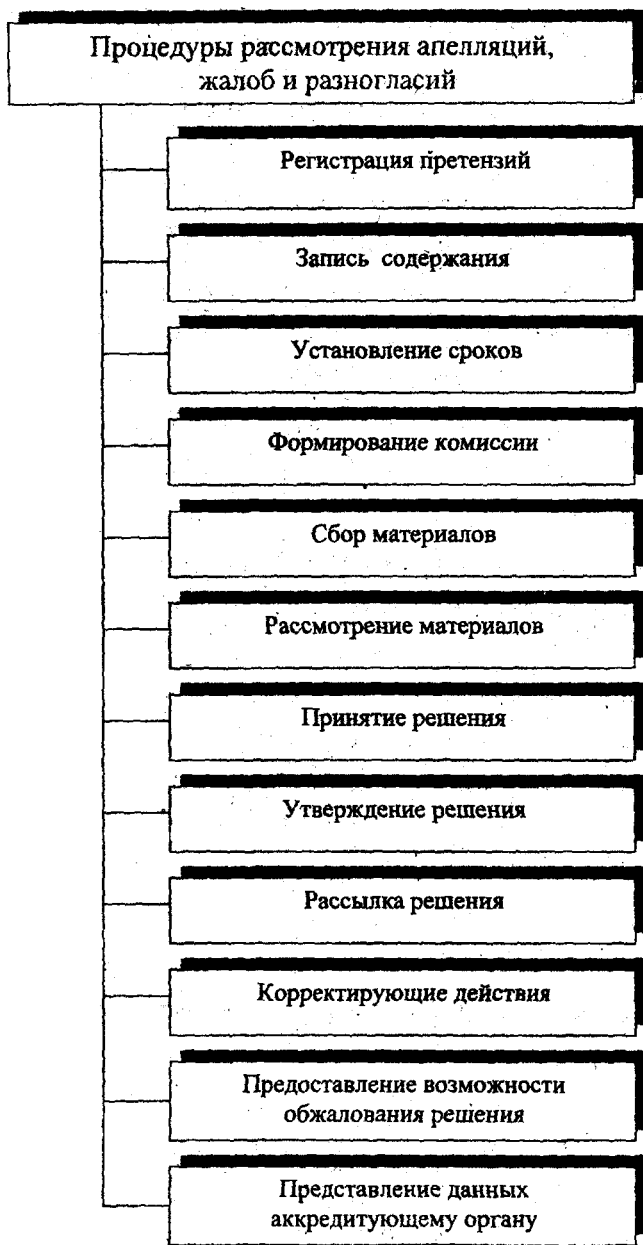 Процедуры рассмотрения апелляций,
жалоб и разногласий
Регистрация претензий
Запись содержания
Установление сроков
Формирование комиссии
Сбор материалов
Рассмотрение материалов
Принятие решения
Утверждение решения
Рассылка решения
Корректирующие действия
Предоставление возможности
обжалования решения
Представление данных
аккредитующему органу